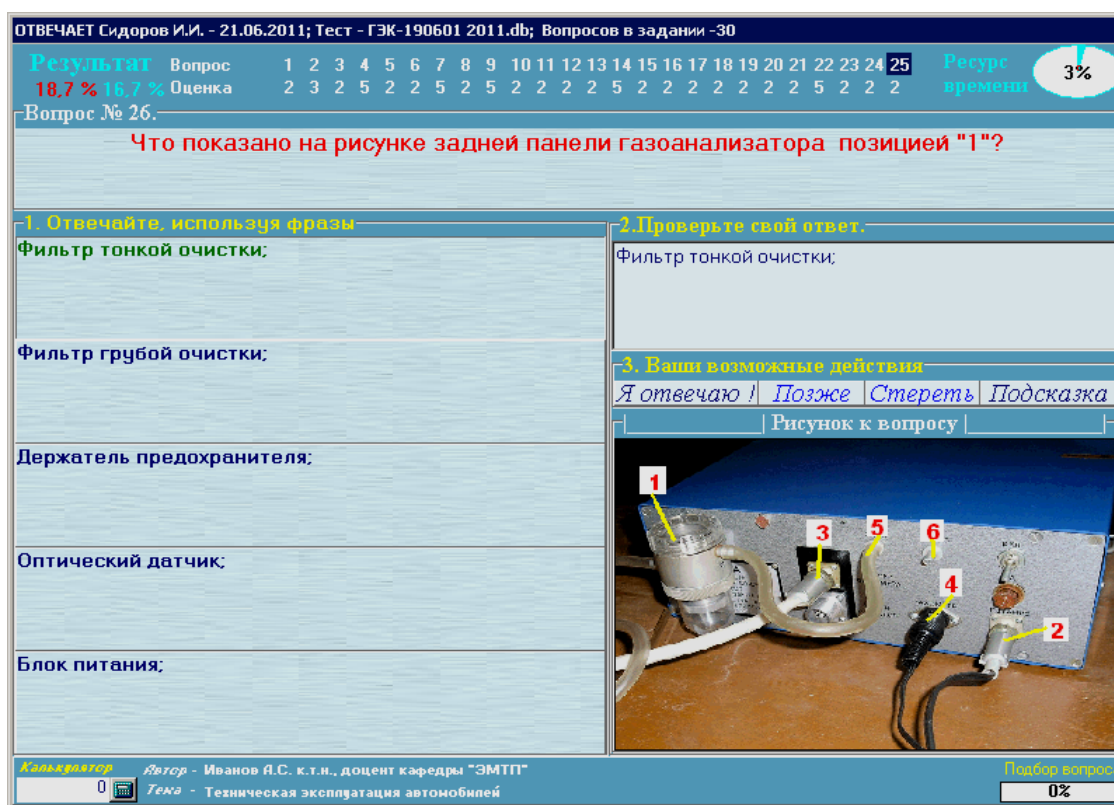 ОТВЕЧАЕТ Сидоров И.И. - 21.06.2011; Тест - ГЭК-190601 2011.db; Вопросов в задании -30
Результат Вопрос 1 2 3 4 5 6 7 8 9 10 11 12 13 14 15 16 17 18 19 20 21 22 23 24 25 Ресурс времени 3%
18,7 % 16,7 % Оценка 2 3 2 5 2 2 5 2 5 2 2 2 2 5 2 2 2 2 2 2 2 5 2 2 2
Вопрос № 26.
Что показано на рисунке задней панели газоанализатора позицией "1"?
1. Отвечайте, используя фразы
Фильтр тонкой очистки;
Фильтр грубой очистки;
Держатель предохранителя;
Оптический датчик;
Блок питания;
2.Проверьте свой ответ.
Фильтр тонкой очистки;
3. Ваши возможные действия
Я отвечаю ! Позже Стереть Подсказка
Рисунок к вопросу
1
3
5
6
4
2
Калькулятор
0
Автор - Иванов А.С. к.т.н., доцент кафедры "ЭМТП"
Тема - Техническая эксплуатация автомобилей
Подбор вопрос
0%